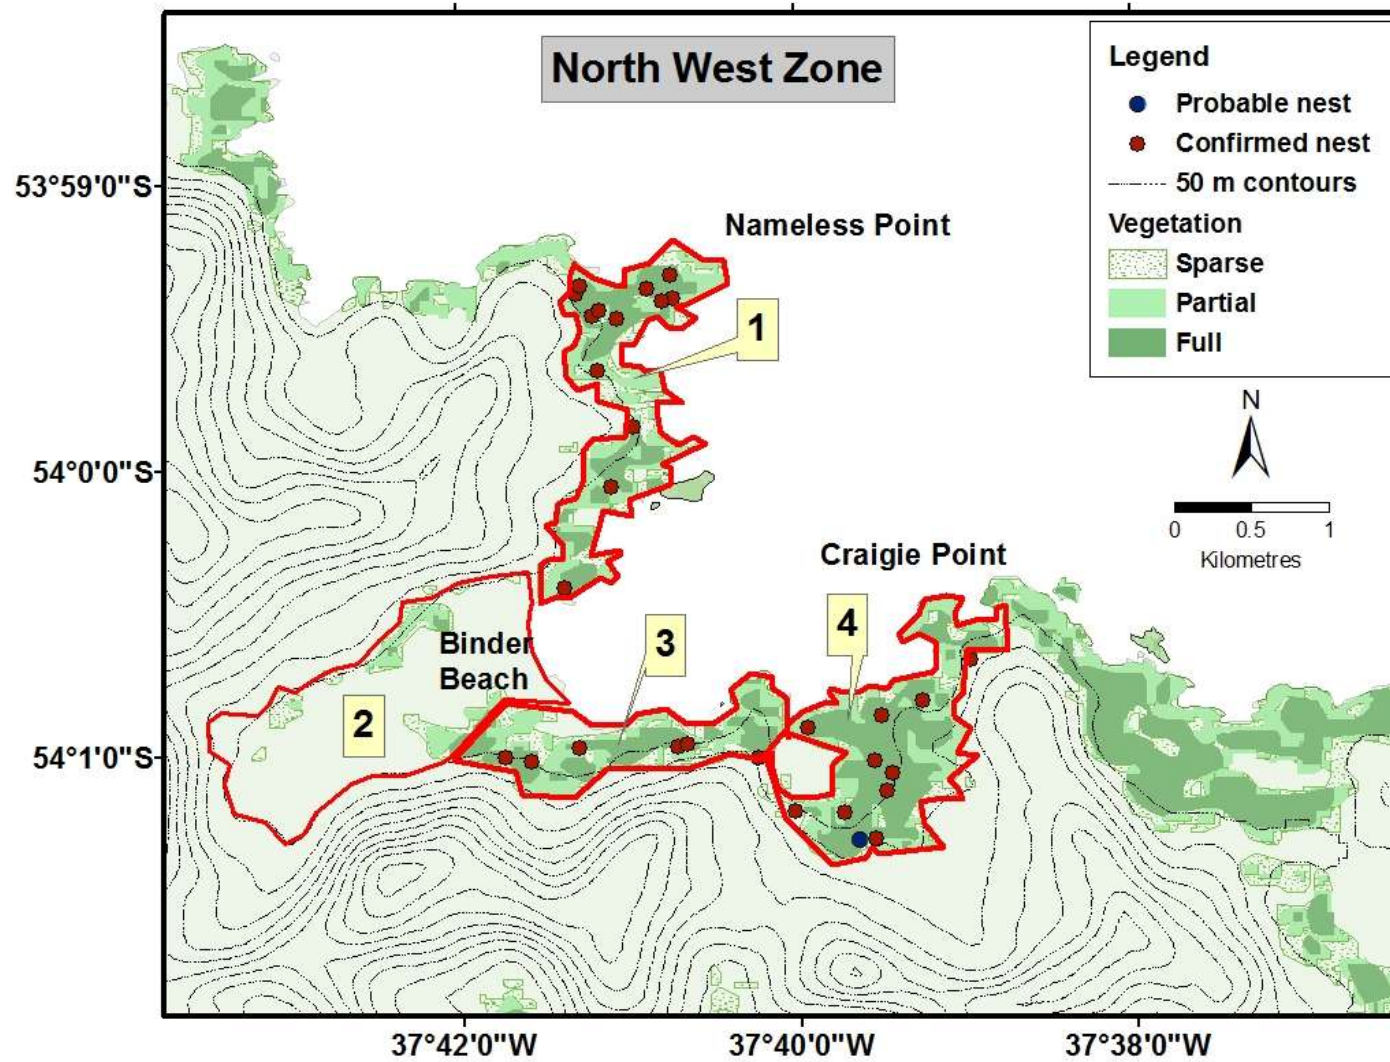 North West Zone
Legend
Probable nest
Confirmed nest
50 m contours
Vegetation
Sparse
Partial
Full
53°59'0"S
Nameless Point
1
N
54°0'0"S
0 0.5 1
Kilometres
Craigie Point
4
3
Binder
Beach
2
54°1'0"S
37°42'0"W 37°40'0"W 37°38'0"W